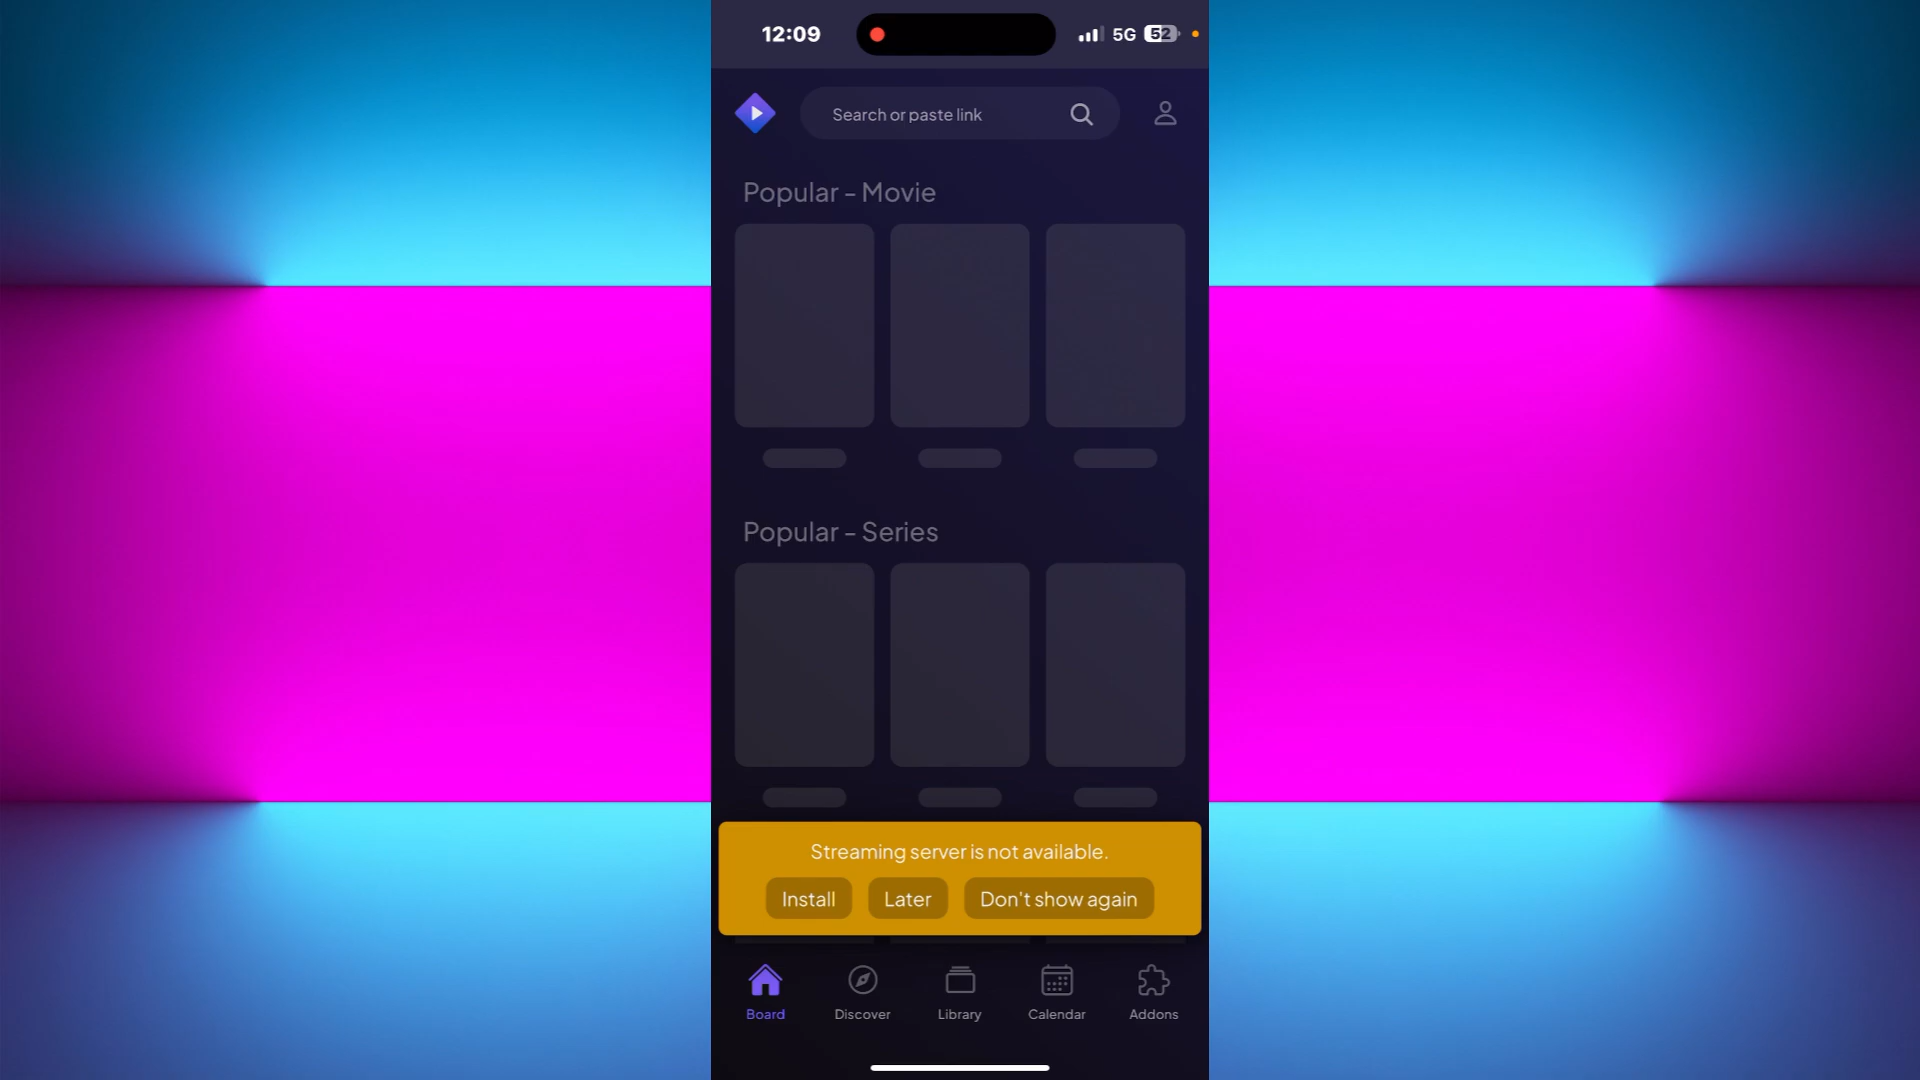 12:09
5G 52
Search or paste link
Popular - Movie
Popular - Series
Streaming server is not available.
Install Later Don't show again
Board Discover Library Calendar Addons